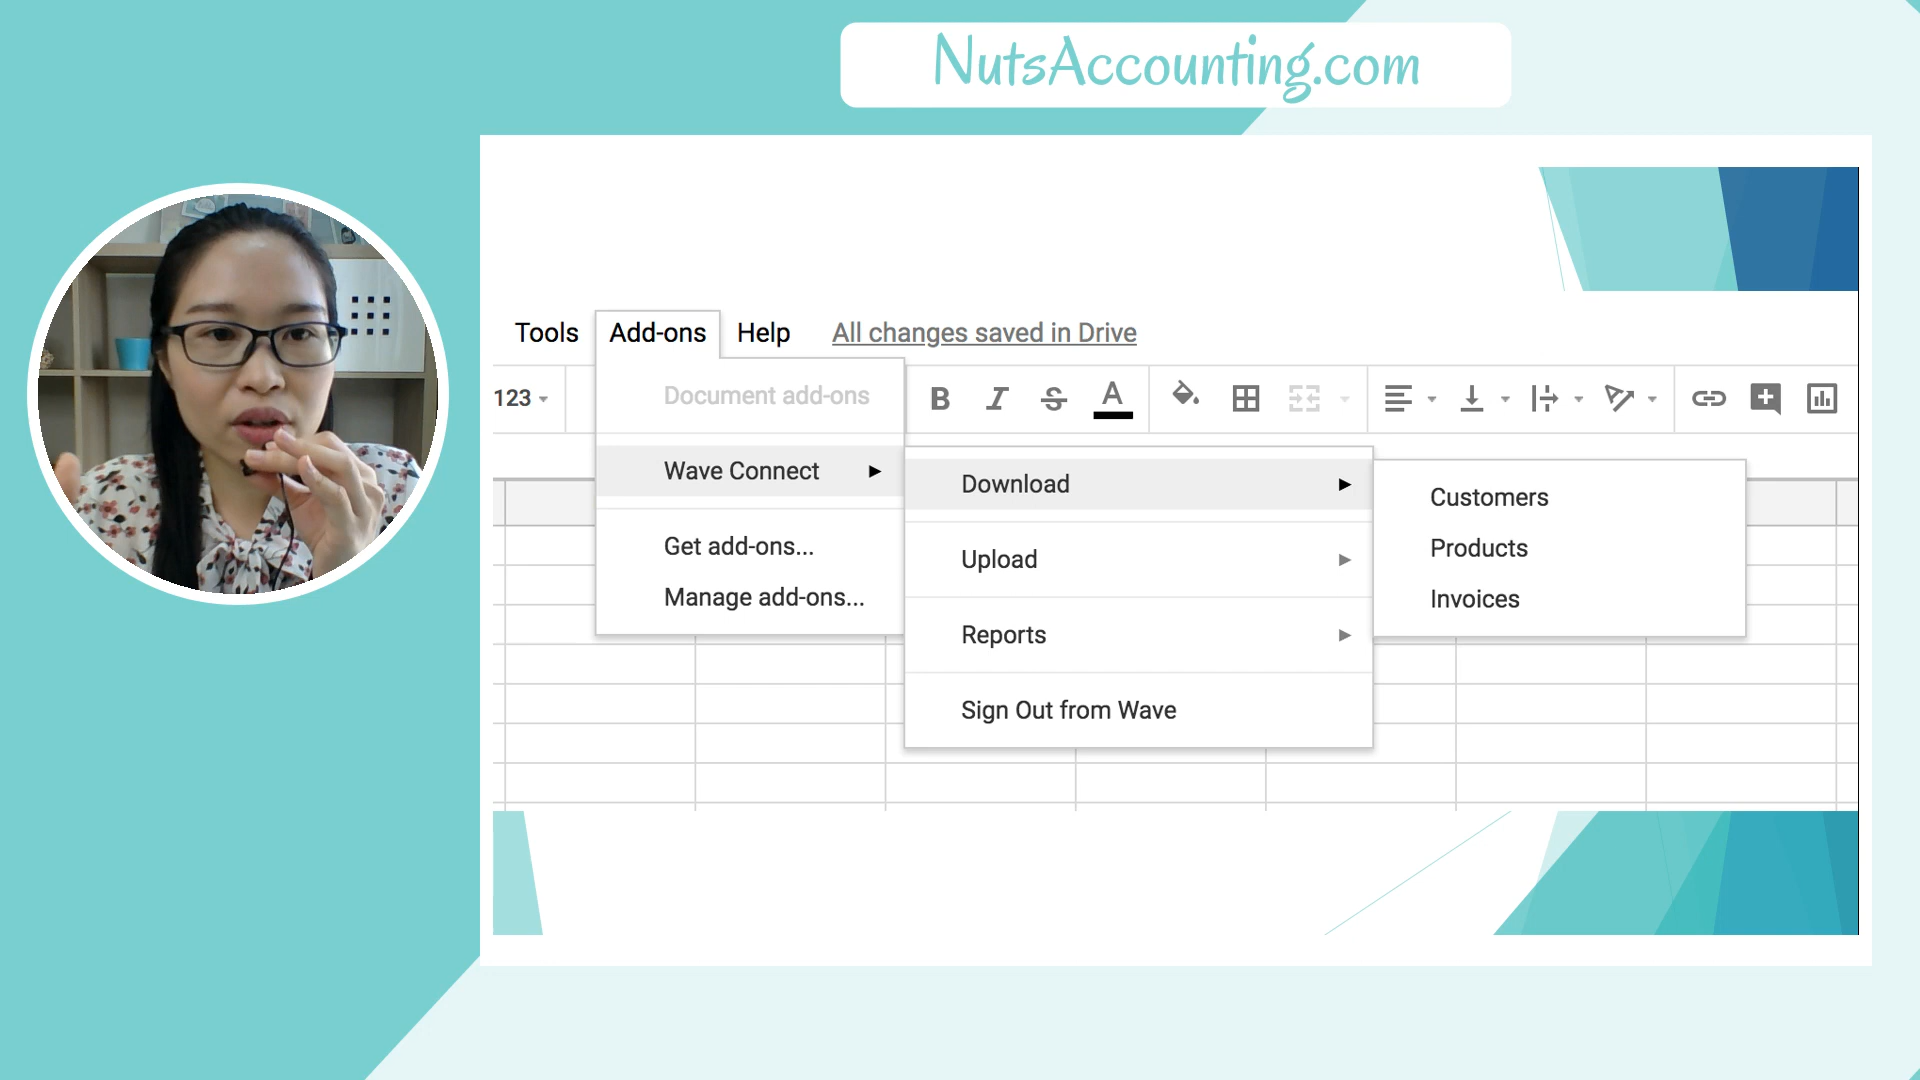 NutsAccounting.com
Tools Add-ons Help All changes saved in Drive
123 B I S A
Document add-ons
Wave Connect
Get add-ons...
Manage add-ons...
Download
Upload
Reports
Sign Out from Wave
Customers
Products
Invoices